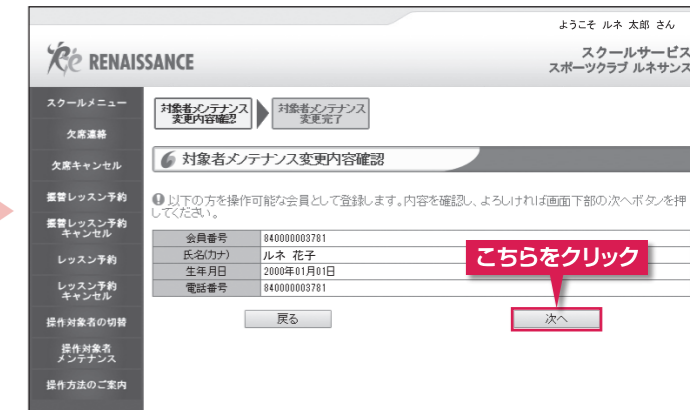 ようこそ ルネ 太郎 さん
RENAISSANCE
スクールサービス
スポーツクラブ ルネサンス
スクールメニュー
欠席連絡
欠席キャンセル
振替レッスン予約
振替レッスン予約
キャンセル
レッスン予約
レッスン予約
キャンセル
操作対象者の切替
操作対象者
メンテナンス
操作方法のご案内
対象者メンテナンス
変更内容確認
対象者メンテナンス
変更完了
対象者メンテナンス変更内容確認
以下の方を操作可能な会員として登録します。内容を確認し、よろしければ画面下部の次へボタンを押
してください。
会員番号 840000003781
氏名(カナ) ルネ 花子
生年月日 2000年01月01日
電話番号 840000003781
こちらをクリック
戻る 次へ